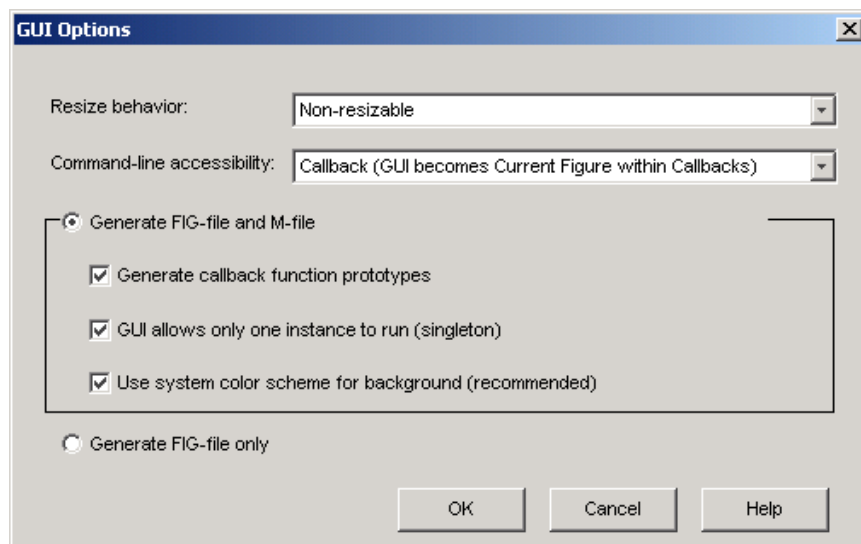 GUI Options
Resize behavior: Non-resizable
Command-line accessibility: Callback (GUI becomes Current Figure within Callbacks)
Generate FIG-file and M-file
Generate callback function prototypes
GUI allows only one instance to run (singleton)
Use system color scheme for background (recommended)
Generate FIG-file only
OK Cancel Help